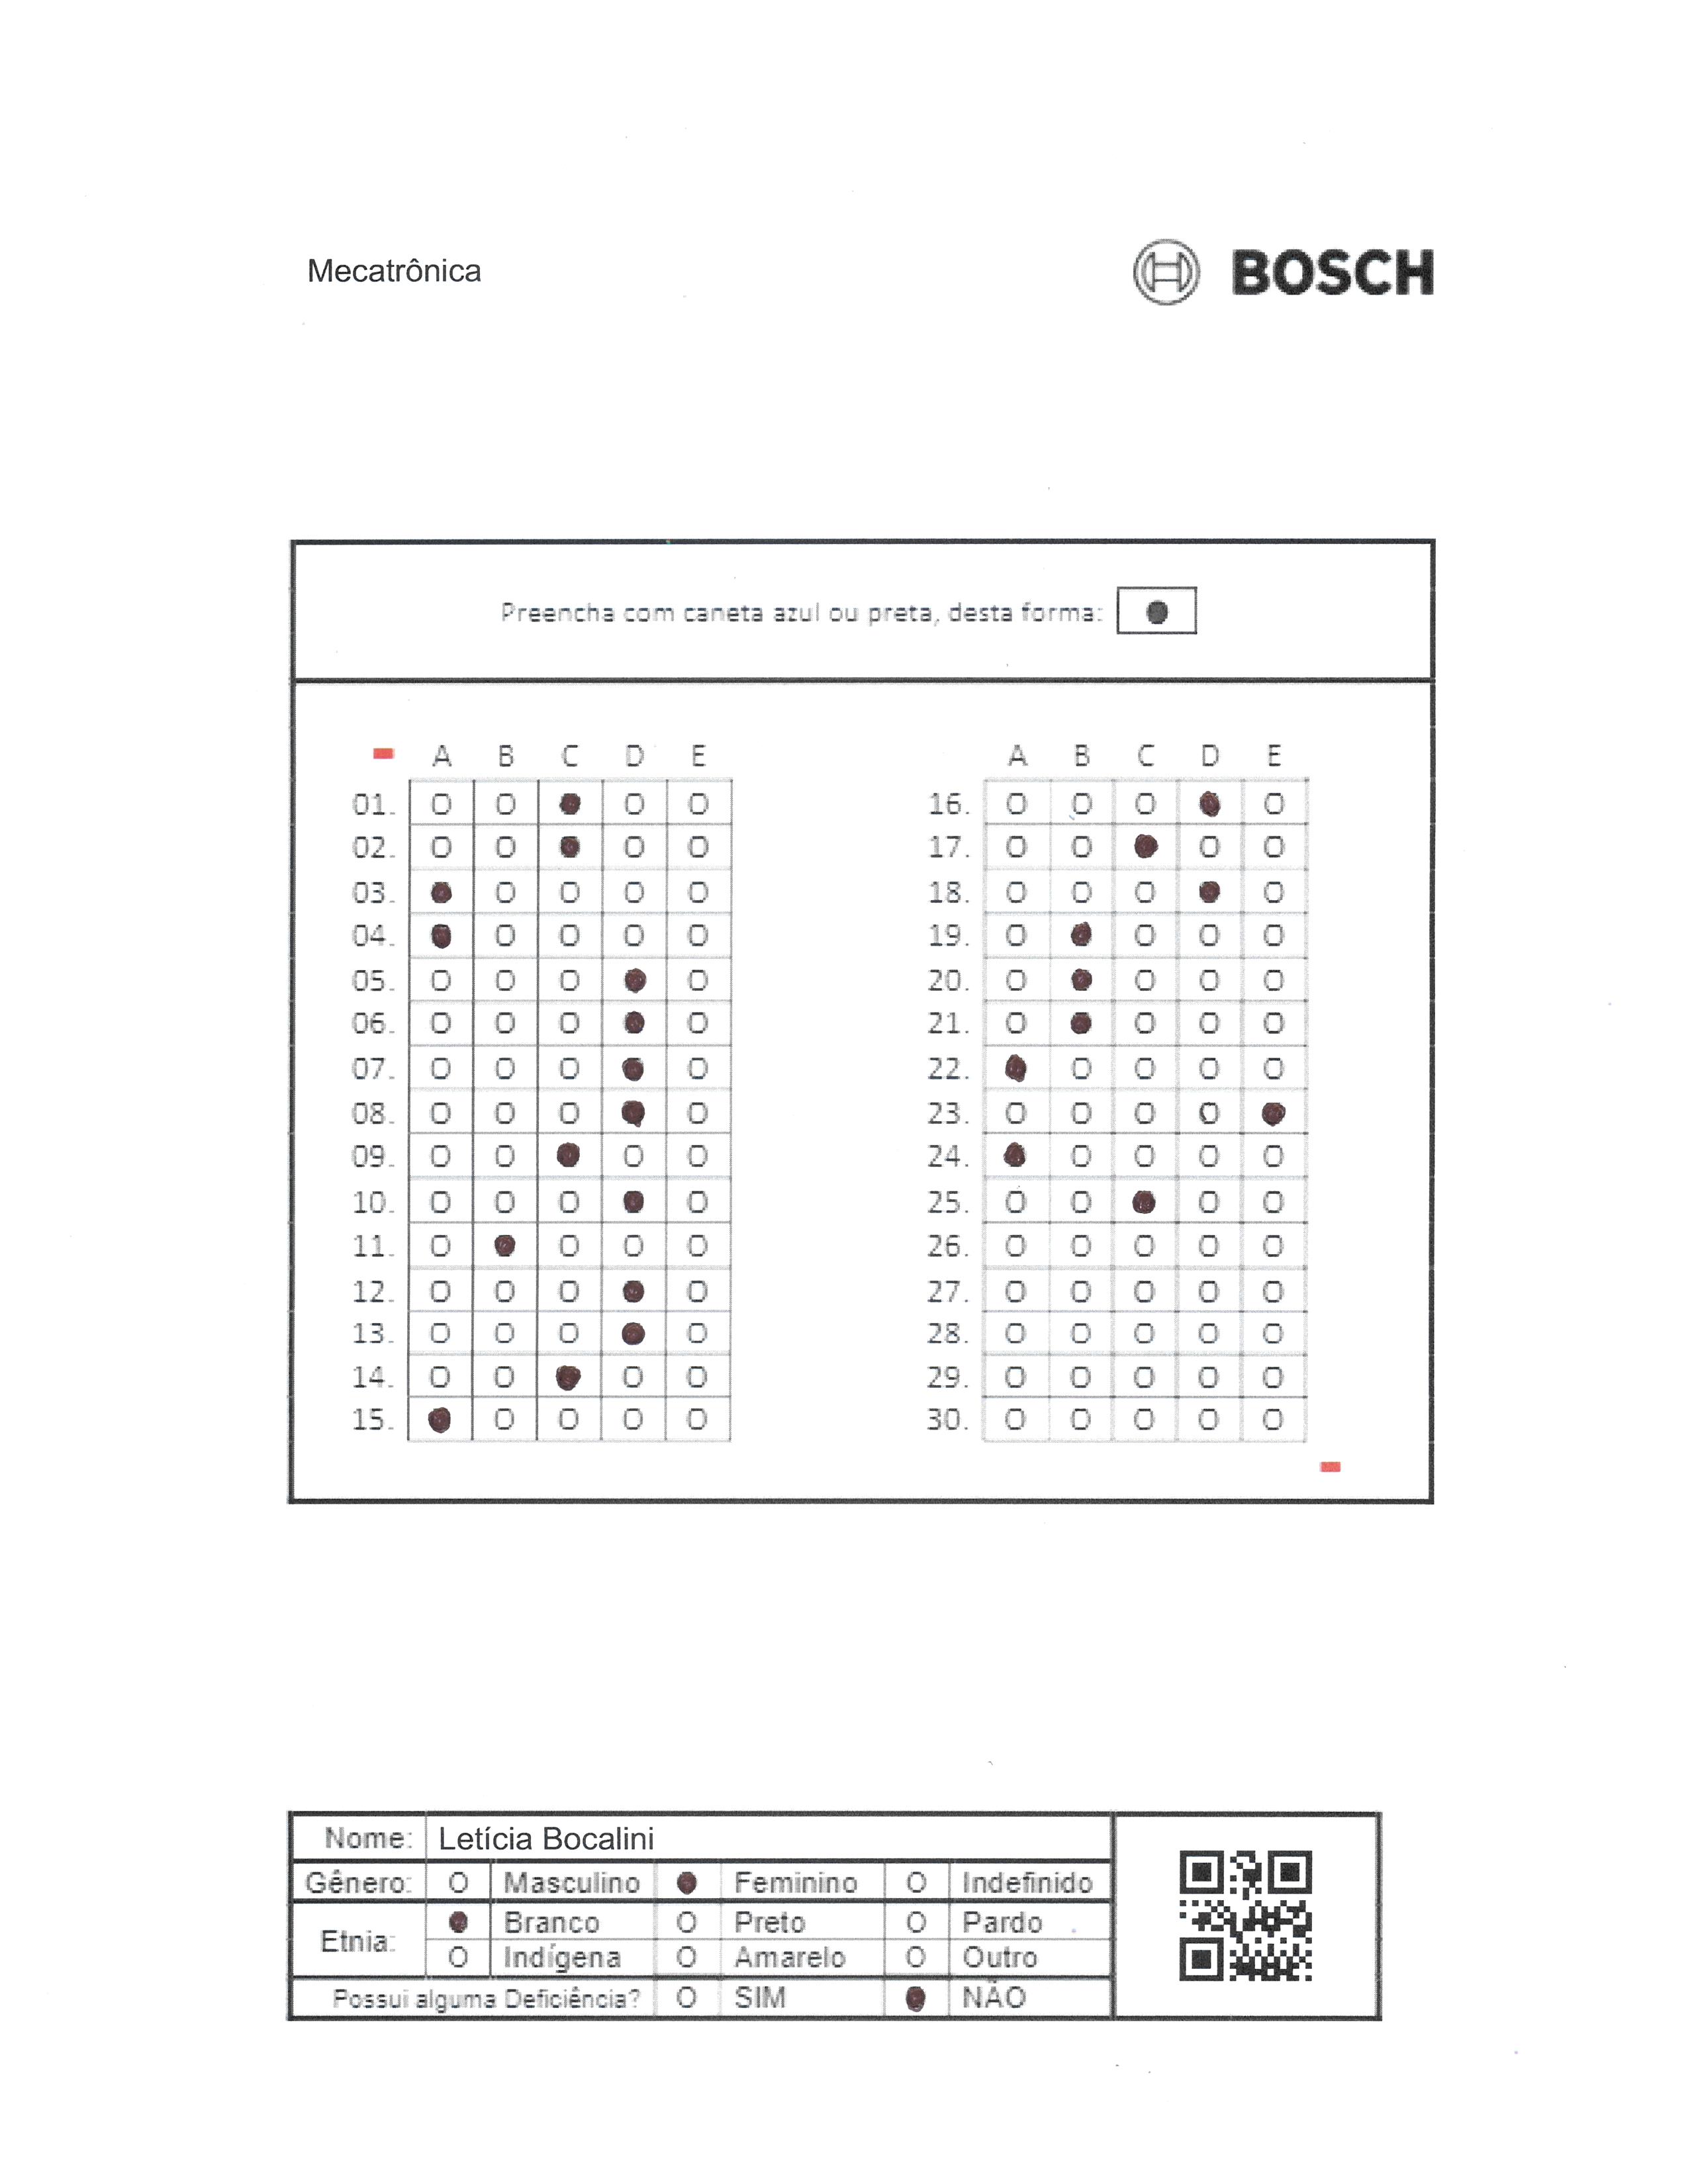 Mecatrônica
BOSCH
Preencha com caneta azul ou preta, desta forma:
A B C D E
01. O O O O
02. O O O O
03. O O O O
04. O O O O
05. O O O O
06. O O O O
07. O O O O
08. O O O O
09. O O O O
10. O O O O
11. O O O O
12. O O O O
13. O O O O
14. O O O O
15. O O O O
A B C D E
16. O O O O
17. O O O O
18. O O O O
19. O O O O
20. O O O O
21. O O O O
22. O O O O
23. O O O O
24. O O O O
25. O O O O
26. O O O O O
27. O O O O O
28. O O O O O
29. O O O O O
30. O O O O O
Nome: Letícia Bocalini
Gênero: O Masculino Feminino O Indefinido
Etnia: Branco O Preto O Pardo
O Indígena O Amarelo O Outro
Possui alguma Deficiência? O SIM NÃO